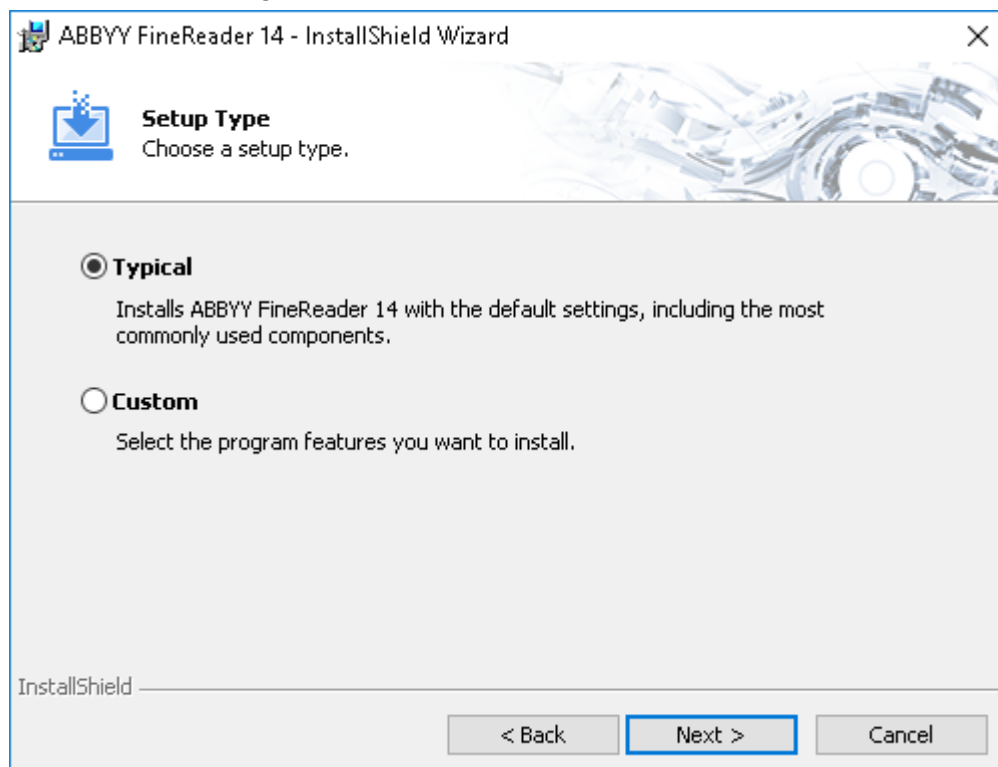 ABBYY FineReader 14 - InstallShield Wizard
Setup Type
Choose a setup type.
Typical
Installs ABBYY FineReader 14 with the default settings, including the most
commonly used components.
Custom
Select the program features you want to install.
InstallShield
< Back Next > Cancel